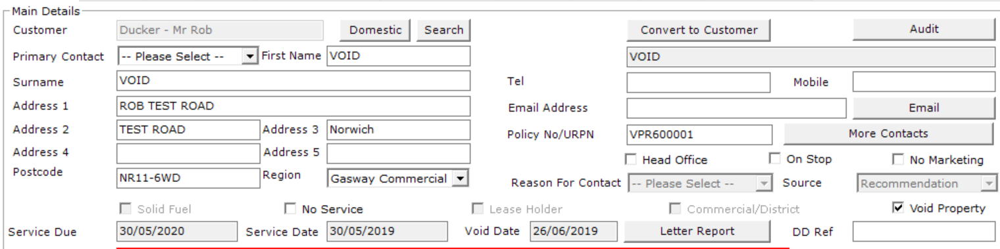 Main Details
Customer Ducker - Mr Rob Domestic Search Convert to Customer Audit
Primary Contact -- Please Select -- First Name VOID VOID
Surname VOID Tel Mobile
Address 1 ROB TEST ROAD Email Address Email
Address 2 TEST ROAD Address 3 Norwich Policy No/URPN VPR600001 More Contacts
Address 4 Address 5 Head Office On Stop No Marketing
Postcode NR11-6WD Region Gasway Commercial Reason For Contact -- Please Select -- Source Recommendation
Solid Fuel No Service Lease Holder Commercial/District Void Property
Service Due 30/05/2020 Service Date 30/05/2019 Void Date 26/06/2019 Letter Report DD Ref